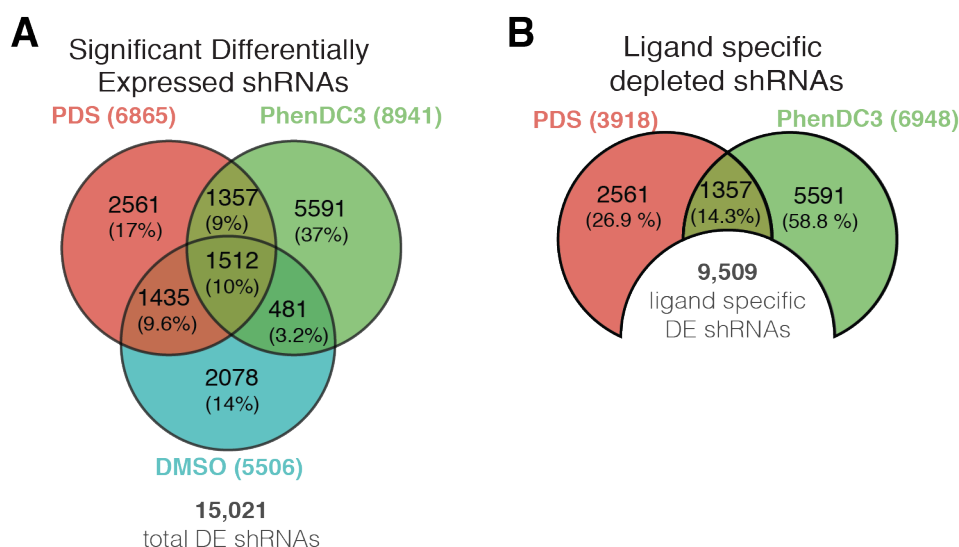 A
Significant Differentially
Expressed shRNAs
PDS (6865)
PhenDC3 (8941)
2561
(17%)
1357
(9%)
5591
(37%)
1512
(10%)
1435
(9.6%)
481
(3.2%)
2078
(14%)
DMSO (5506)
15,021
total DE shRNAs
B
Ligand specific
depleted shRNAs
PDS (3918)
PhenDC3 (6948)
2561
(26.9 %)
1357
(14.3%)
5591
(58.8 %)
9,509
ligand specific
DE shRNAs